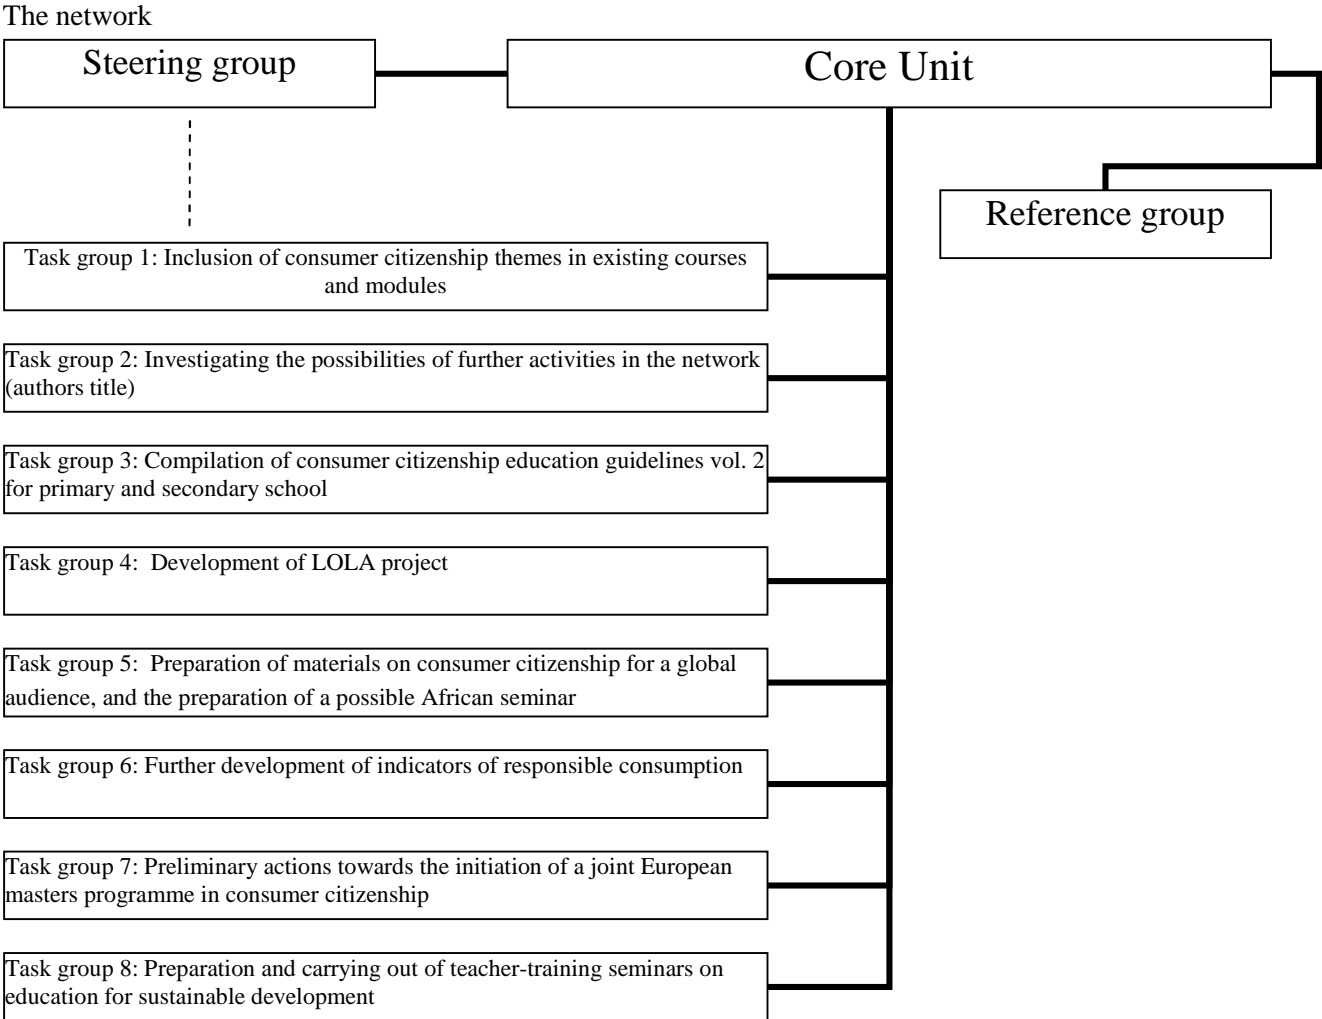 The network
Steering group
Core Unit
Reference group
Task group 1: Inclusion of consumer citizenship themes in existing courses
and modules
Task group 2: Investigating the possibilities of further activities in the network
(authors title)
Task group 3: Compilation of consumer citizenship education guidelines vol. 2
for primary and secondary school
Task group 4:  Development of LOLA project
Task group 5:  Preparation of materials on consumer citizenship for a global
audience, and the preparation of a possible African seminar
Task group 6: Further development of indicators of responsible consumption
Task group 7: Preliminary actions towards the initiation of a joint European
masters programme in consumer citizenship
Task group 8: Preparation and carrying out of teacher-training seminars on
education for sustainable development